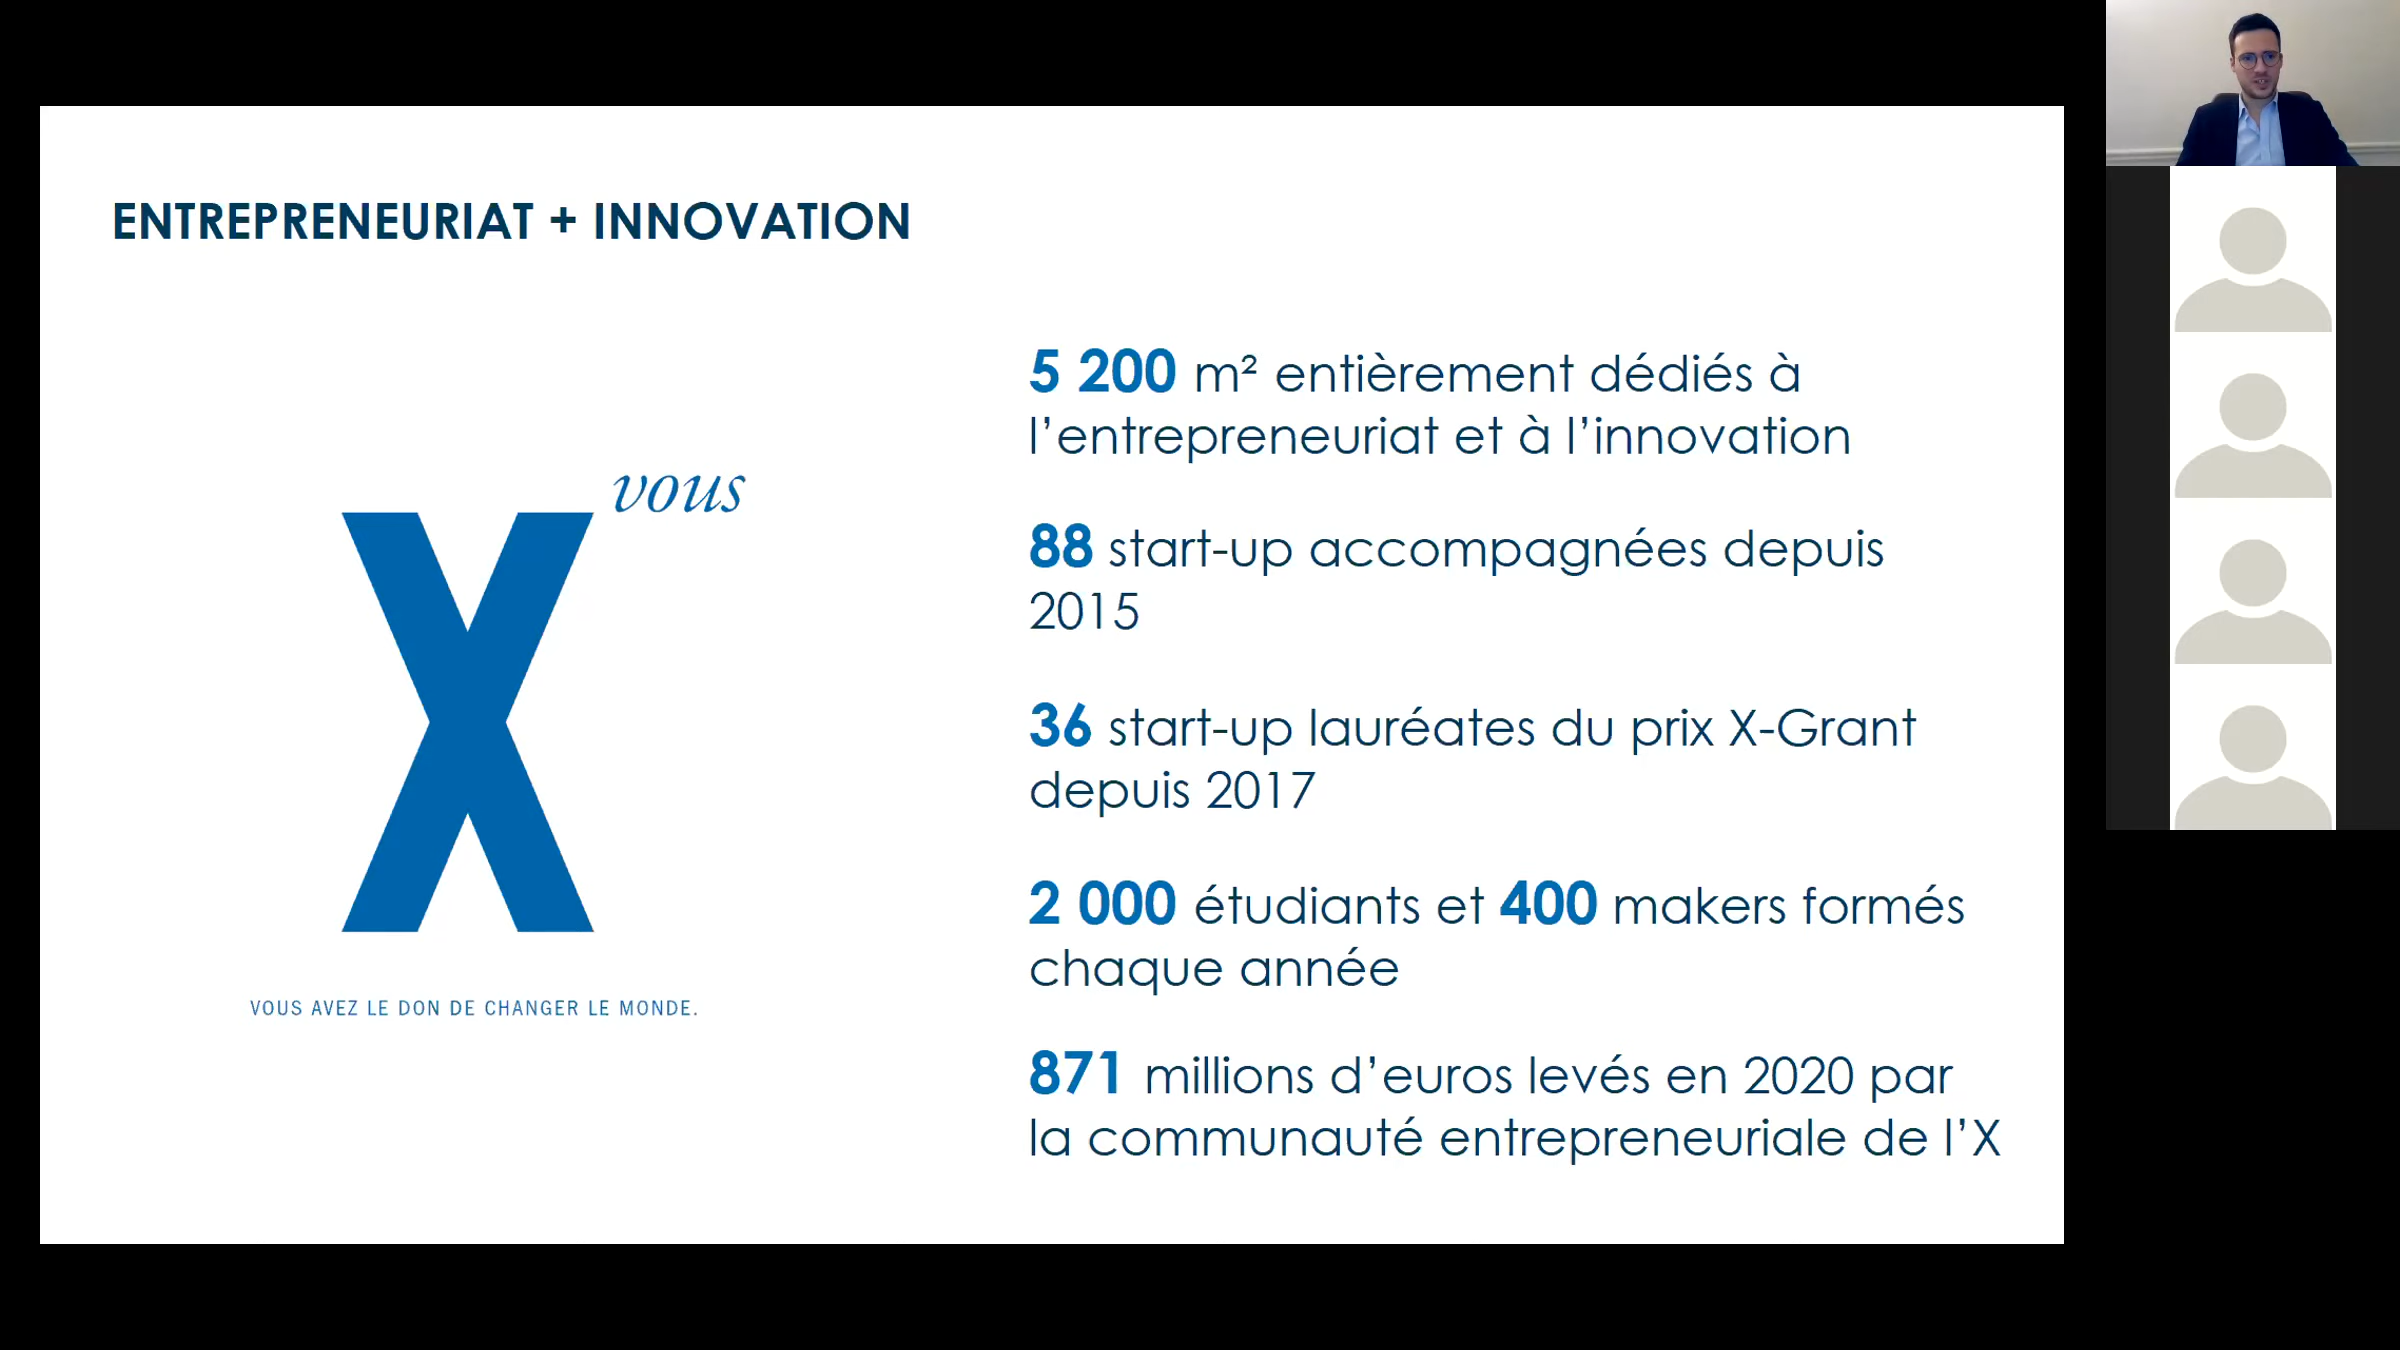 ENTREPRENEURIAT + INNOVATION
X vous
VOUS AVEZ LE DON DE CHANGER LE MONDE.
5 200 m² entièrement dédiés à
l’entrepreneuriat et à l’innovation
88 start-up accompagnées depuis
2015
36 start-up lauréates du prix X-Grant
depuis 2017
2 000 étudiants et 400 makers formés
chaque année
871 millions d’euros levés en 2020 par
la communauté entrepreneuriale de l’X